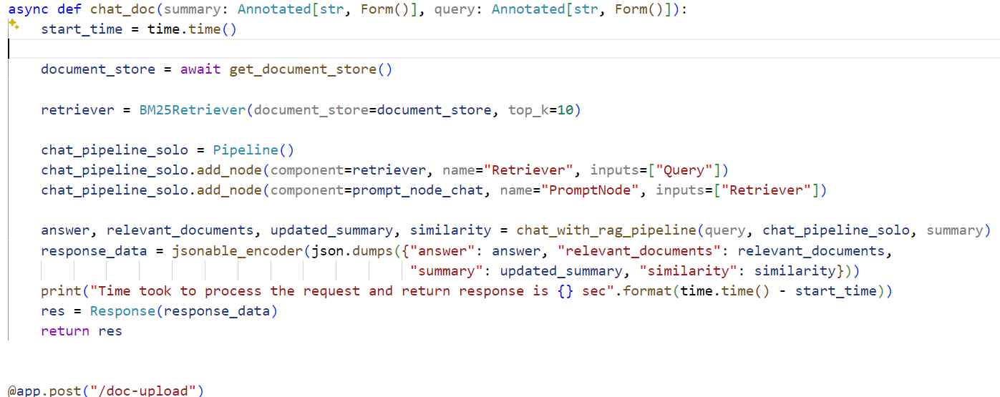 async def chat_doc(summary: Annotated[str, Form()], query: Annotated[str, Form()]):
    start_time = time.time()
    document_store = await get_document_store()
    retriever = BM25Retriever(document_store=document_store, top_k=10)
    chat_pipeline_solo = Pipeline()
    chat_pipeline_solo.add_node(component=retriever, name="Retriever", inputs=["Query"])
    chat_pipeline_solo.add_node(component=prompt_node_chat, name="PromptNode", inputs=["Retriever"])
    answer, relevant_documents, updated_summary, similarity = chat_with_rag_pipeline(query, chat_pipeline_solo, summary)
    response_data = jsonable_encoder(json.dumps({"answer": answer, "relevant_documents": relevant_documents,
                                                 "summary": updated_summary, "similarity": similarity}))
    print("Time took to process the request and return response is {} sec".format(time.time() - start_time))
    res = Response(response_data)
    return res
@app.post("/doc-upload")